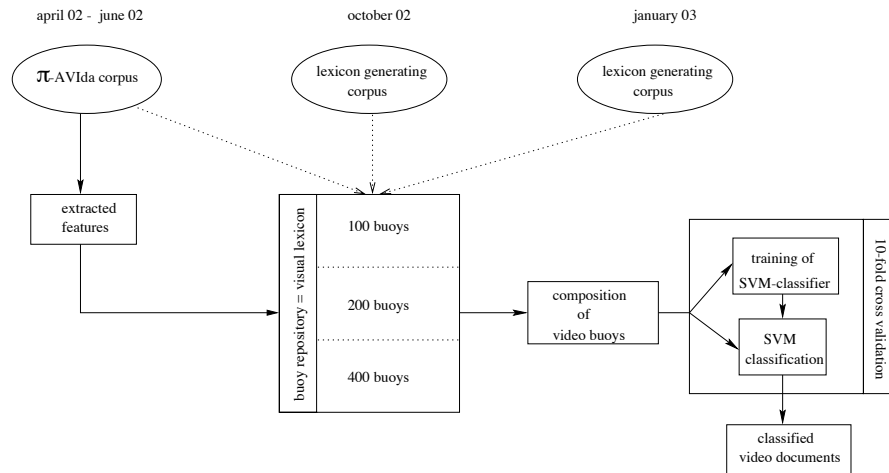 april 02 - june 02
october 02
january 03
π-AVIda corpus
lexicon generating
corpus
lexicon generating
corpus
extracted
features
buoy repository = visual lexicon
100 buoys
200 buoys
400 buoys
composition
of
video buoys
training of
SVM-classifier
SVM
classification
10-fold cross validation
classified
video documents